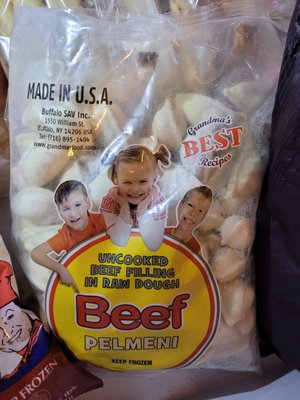 MADE IN U.S.A.
Buffalo SAV Inc.
1550 William St.
Buffalo, NY 14206 USA
Tel: (716) 895-1404
www.grandmarfood.com
Grandma's
BEST
Recipes
UNCOOKED
BEEF FILLING
IN RAW DOUGH
Beef
PELMENI
KEEP FROZEN
FROZEN